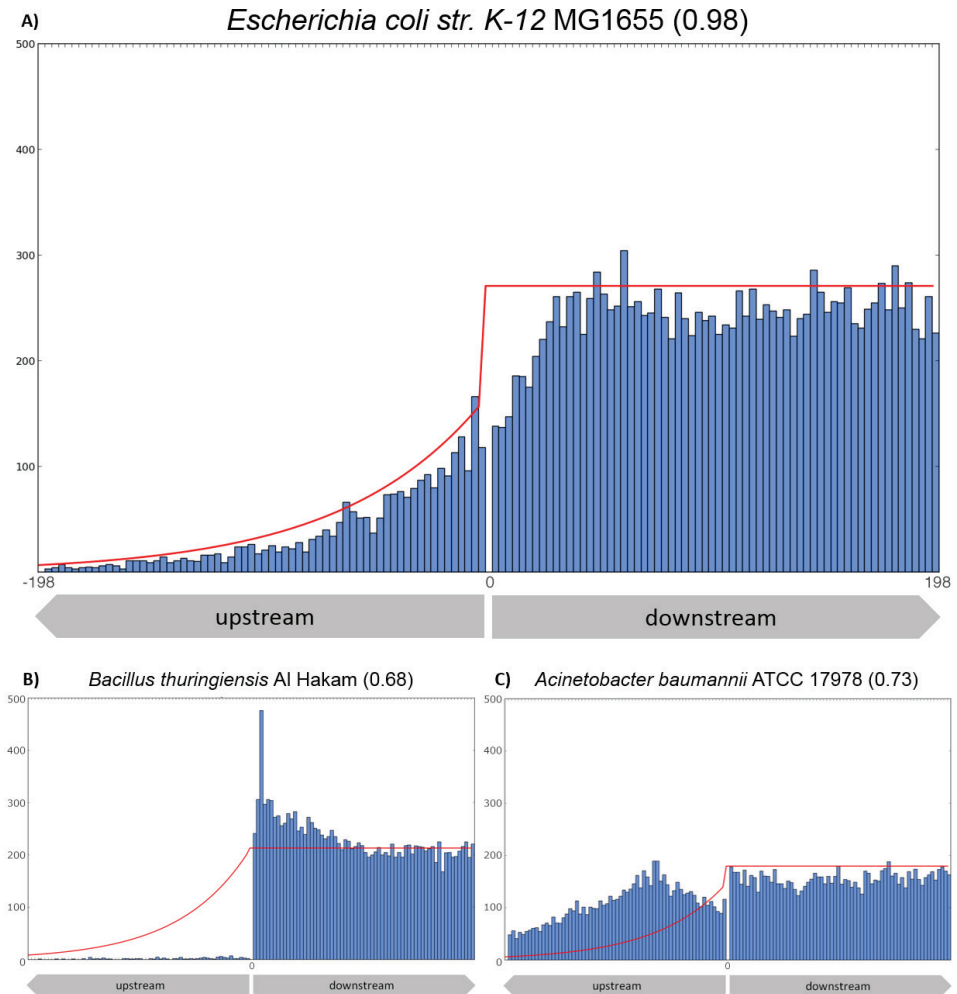 A)
Escherichia coli str. K-12 MG1655 (0.98)
500
400
300
200
100
-198
0
198
upstream
downstream
B)
Bacillus thuringiensis Al Hakam (0.68)
500
400
300
200
100
0
0
upstream
downstream
C)
Acinetobacter baumannii ATCC 17978 (0.73)
500
400
300
200
100
0
0
upstream
downstream